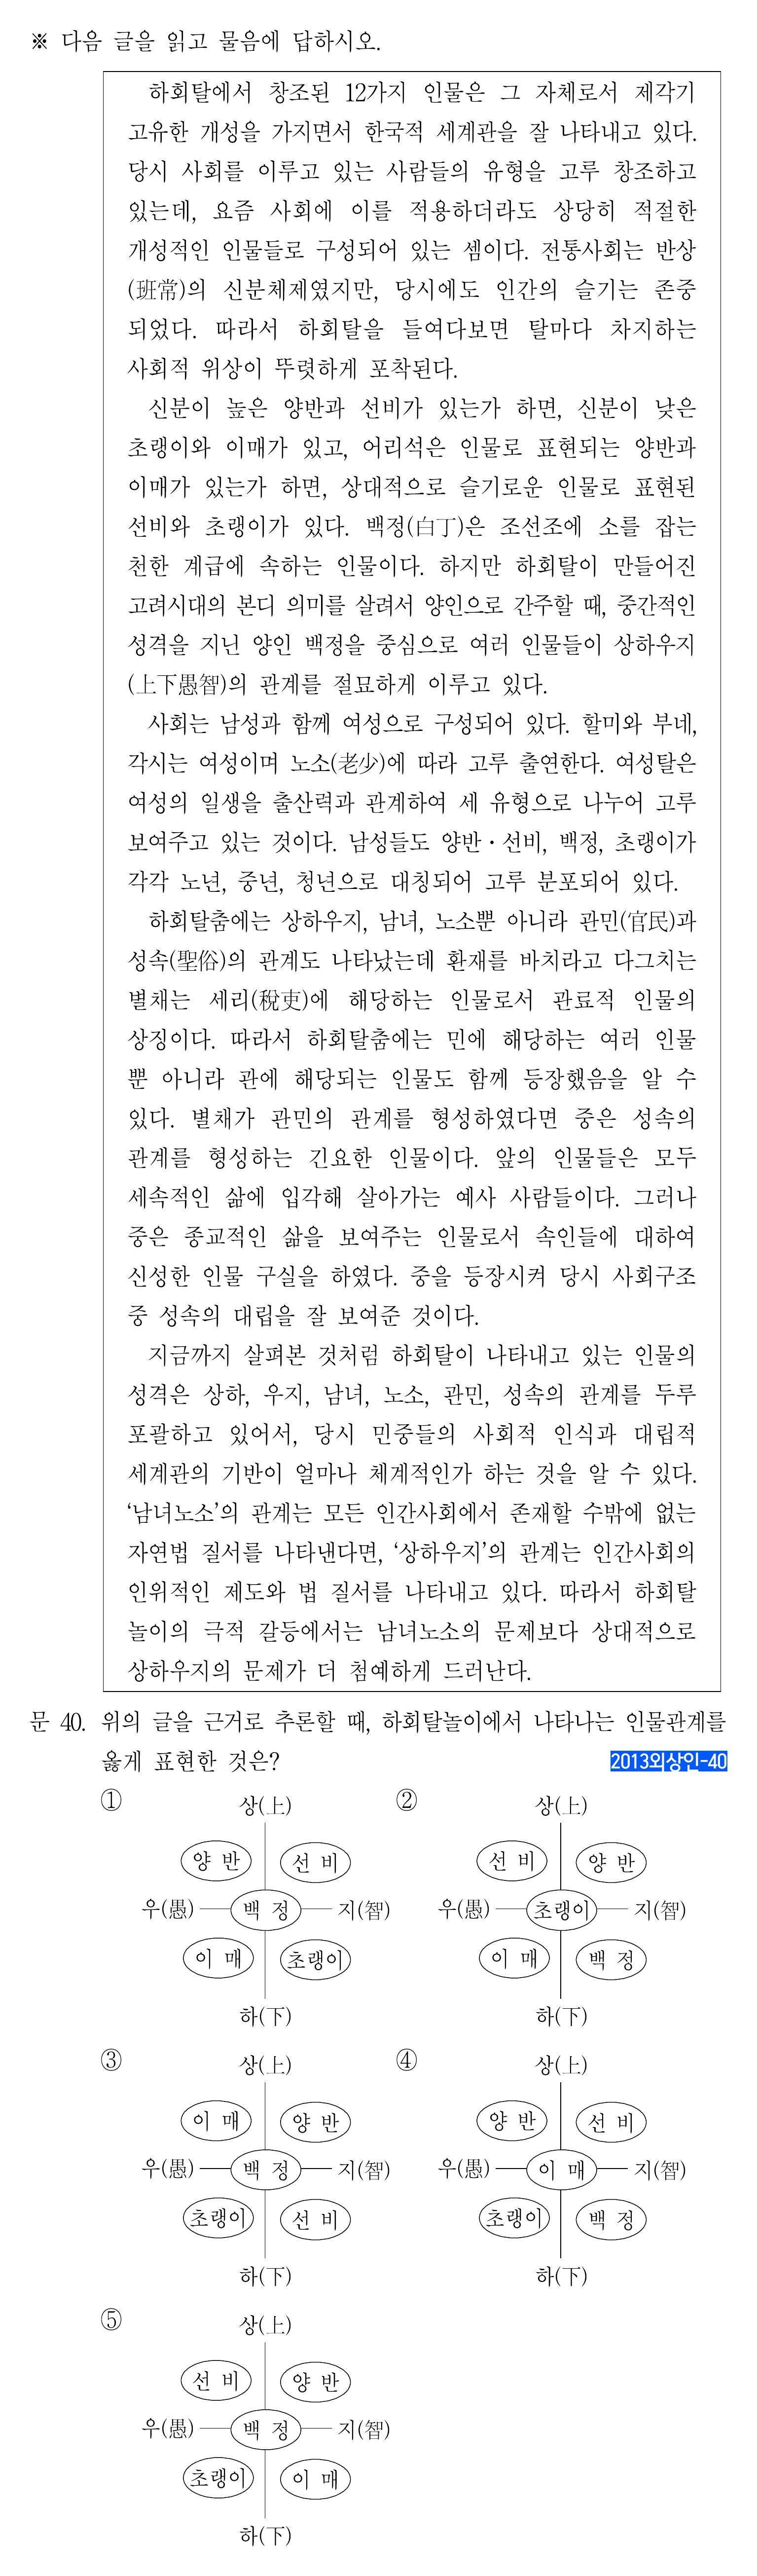 ※ 다음 글을 읽고 물음에 답하시오.
하회탈에서 창조된 12가지 인물은 그 자체로서 제각기
고유한 개성을 가지면서 한국적 세계관을 잘 나타내고 있다.
당시 사회를 이루고 있는 사람들의 유형을 고루 창조하고
있는데, 요즘 사회에 이를 적용하더라도 상당히 적절한
개성적인 인물들로 구성되어 있는 셈이다. 전통사회는 반상
(班常)의 신분체제였지만, 당시에도 인간의 슬기는 존중
되었다. 따라서 하회탈을 들여다보면 탈마다 차지하는
사회적 위상이 뚜렷하게 포착된다.
신분이 높은 양반과 선비가 있는가 하면, 신분이 낮은
초랭이와 이매가 있고, 어리석은 인물로 표현되는 양반과
이매가 있는가 하면, 상대적으로 슬기로운 인물로 표현된
선비와 초랭이가 있다. 백정(白丁)은 조선조에 소를 잡는
천한 계급에 속하는 인물이다. 하지만 하회탈이 만들어진
고려시대의 본디 의미를 살려서 양인으로 간주할 때, 중간적인
성격을 지닌 양인 백정을 중심으로 여러 인물들이 상하우지
(上下愚智)의 관계를 절묘하게 이루고 있다.
사회는 남성과 함께 여성으로 구성되어 있다. 할미와 부네,
각시는 여성이며 노소(老少)에 따라 고루 출연한다. 여성탈은
여성의 일생을 출산력과 관계하여 세 유형으로 나누어 고루
보여주고 있는 것이다. 남성들도 양반·선비, 백정, 초랭이가
각각 노년, 중년, 청년으로 대칭되어 고루 분포되어 있다.
하회탈춤에는 상하우지, 남녀, 노소뿐 아니라 관민(官民)과
성속(聖俗)의 관계도 나타났는데 환재를 바치라고 다그치는
별채는 세리(稅吏)에 해당하는 인물로서 관료적 인물의
상징이다. 따라서 하회탈춤에는 민에 해당하는 여러 인물
뿐 아니라 관에 해당되는 인물도 함께 등장했음을 알 수
있다. 별채가 관민의 관계를 형성하였다면 중은 성속의
관계를 형성하는 긴요한 인물이다. 앞의 인물들은 모두
세속적인 삶에 입각해 살아가는 예사 사람들이다. 그러나
중은 종교적인 삶을 보여주는 인물로서 속인들에 대하여
신성한 인물 구실을 하였다. 중을 등장시켜 당시 사회구조
중 성속의 대립을 잘 보여준 것이다.
지금까지 살펴본 것처럼 하회탈이 나타내고 있는 인물의
성격은 상하, 우지, 남녀, 노소, 관민, 성속의 관계를 두루
포괄하고 있어서, 당시 민중들의 사회적 인식과 대립적
세계관의 기반이 얼마나 체계적인가 하는 것을 알 수 있다.
‘남녀노소’의 관계는 모든 인간사회에서 존재할 수밖에 없는
자연법 질서를 나타낸다면, ‘상하우지’의 관계는 인간사회의
인위적인 제도와 법 질서를 나타내고 있다. 따라서 하회탈
놀이의 극적 갈등에서는 남녀노소의 문제보다 상대적으로
상하우지의 문제가 더 첨예하게 드러난다.
문 40. 위의 글을 근거로 추론할 때, 하회탈놀이에서 나타나는 인물관계를
옳게 표현한 것은? 2013외상인-40
① ②
상(上) 상(上)
양 반 선 비 선 비 양 반
우(愚) 백 정 지(智) 우(愚) 초랭이 지(智)
이 매 초랭이 이 매 백 정
하(下) 하(下)
③ ④
상(上) 상(上)
이 매 양 반 양 반 선 비
우(愚) 백 정 지(智) 우(愚) 이 매 지(智)
초랭이 선 비 초랭이 백 정
하(下) 하(下)
⑤
상(上)
선 비 양 반
우(愚) 백 정 지(智)
초랭이 이 매
하(下)